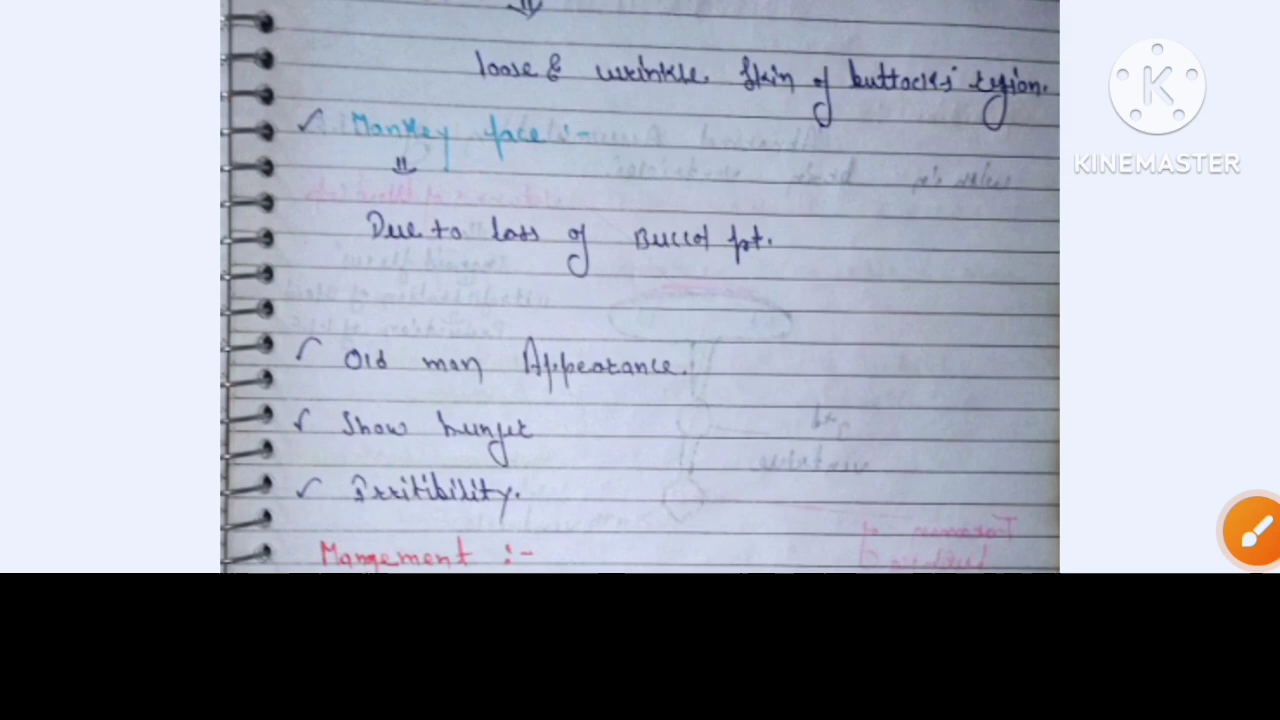 loose & wrinkle skin of buttocks region.
✓ Monkey face :-
⇓
Due to loss of Buccal fat.
✓ Old man Appearance.
✓ Show hunger
✓ Irritibility.
Mangement :-
KINEMASTER